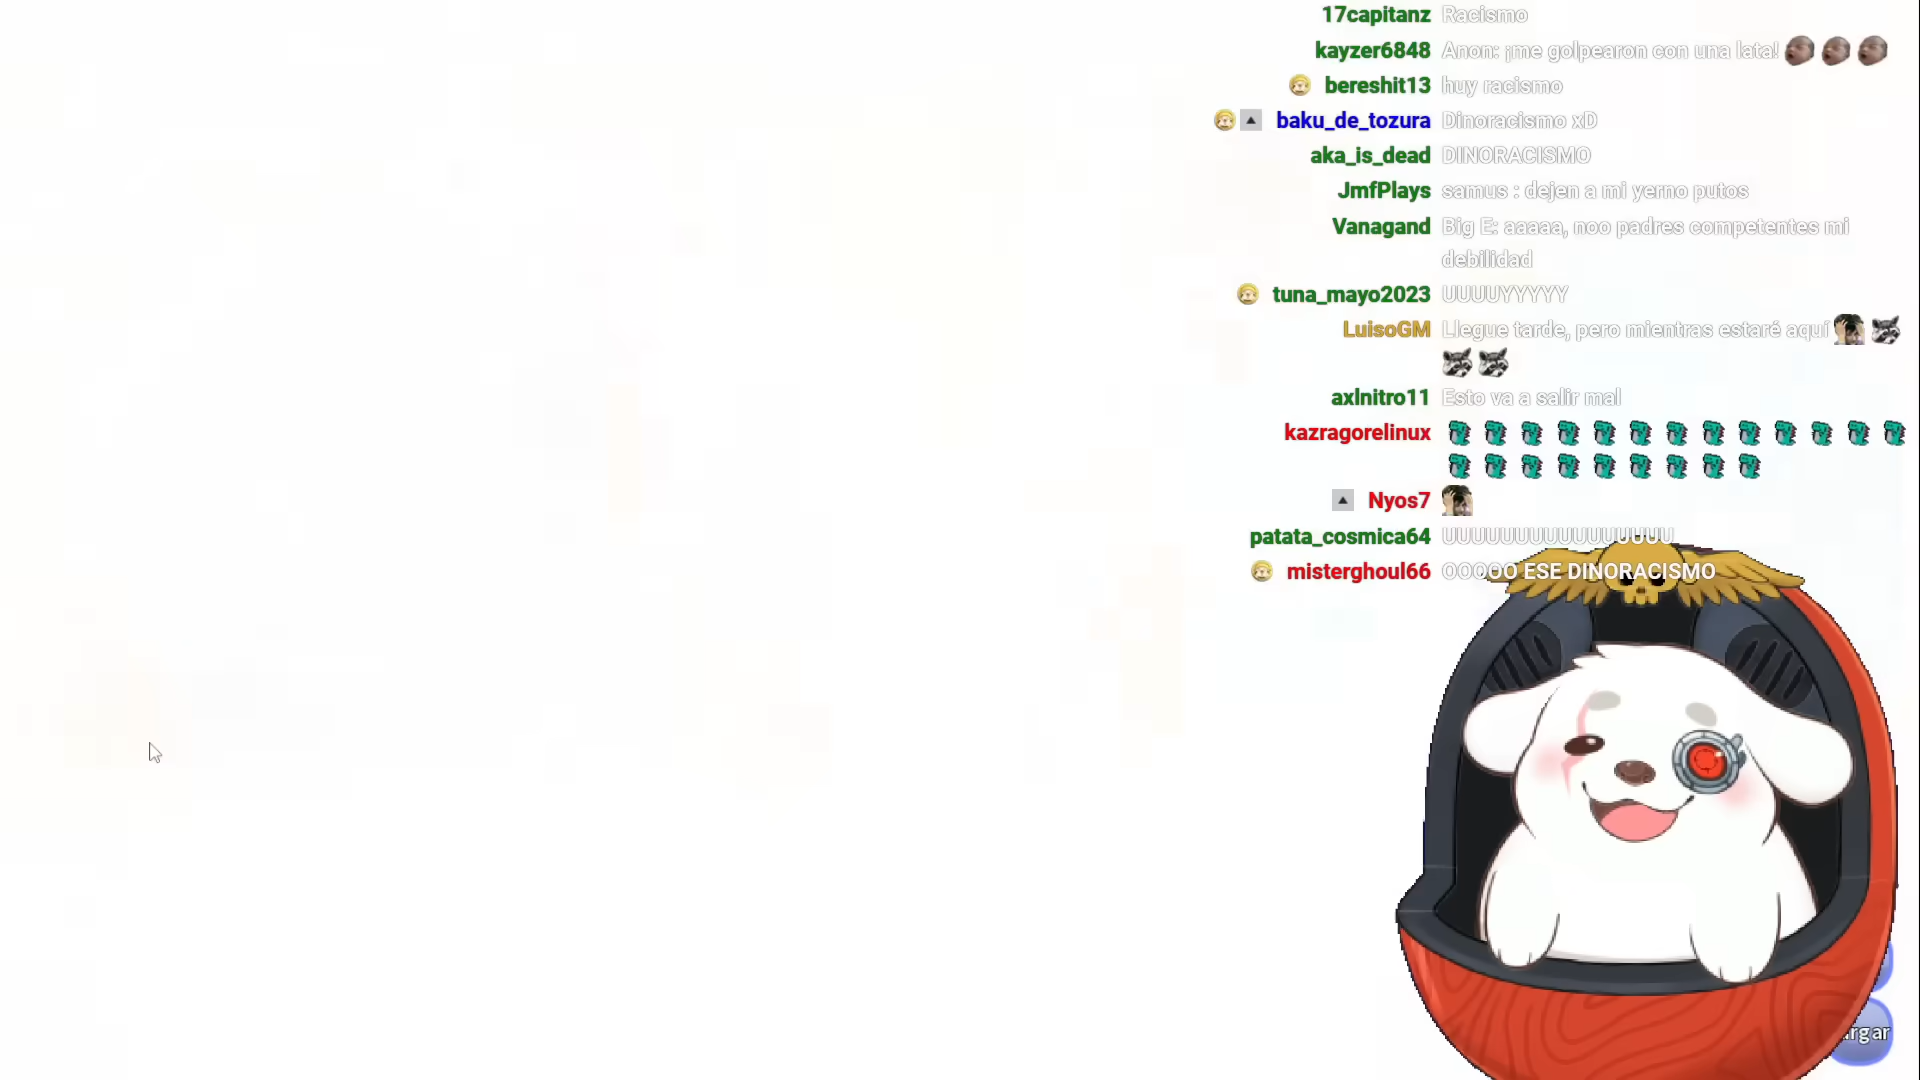 17capitanz Racismo
kayzer6848 Anon: ¡me golpearon con una lata!
bereshit13 huy racismo
baku_de_tozura Dinoracismo xD
aka_is_dead DINORACISMO
JmfPlays samus : dejen a mi yerno putos
Vanagand Big E: aaaaa, noo padres competentes mi
debilidad
tuna_mayo2023 UUUUYYYYY
LuisoGM Llegue tarde, pero mientras estaré aquí
axlnitro11 Esto va a salir mal
kazragorelinux
Nyos7
patata_cosmica64 UUUUUUUUUUUUUUUU
misterghoul66 OOOOO ESE DINORACISMO